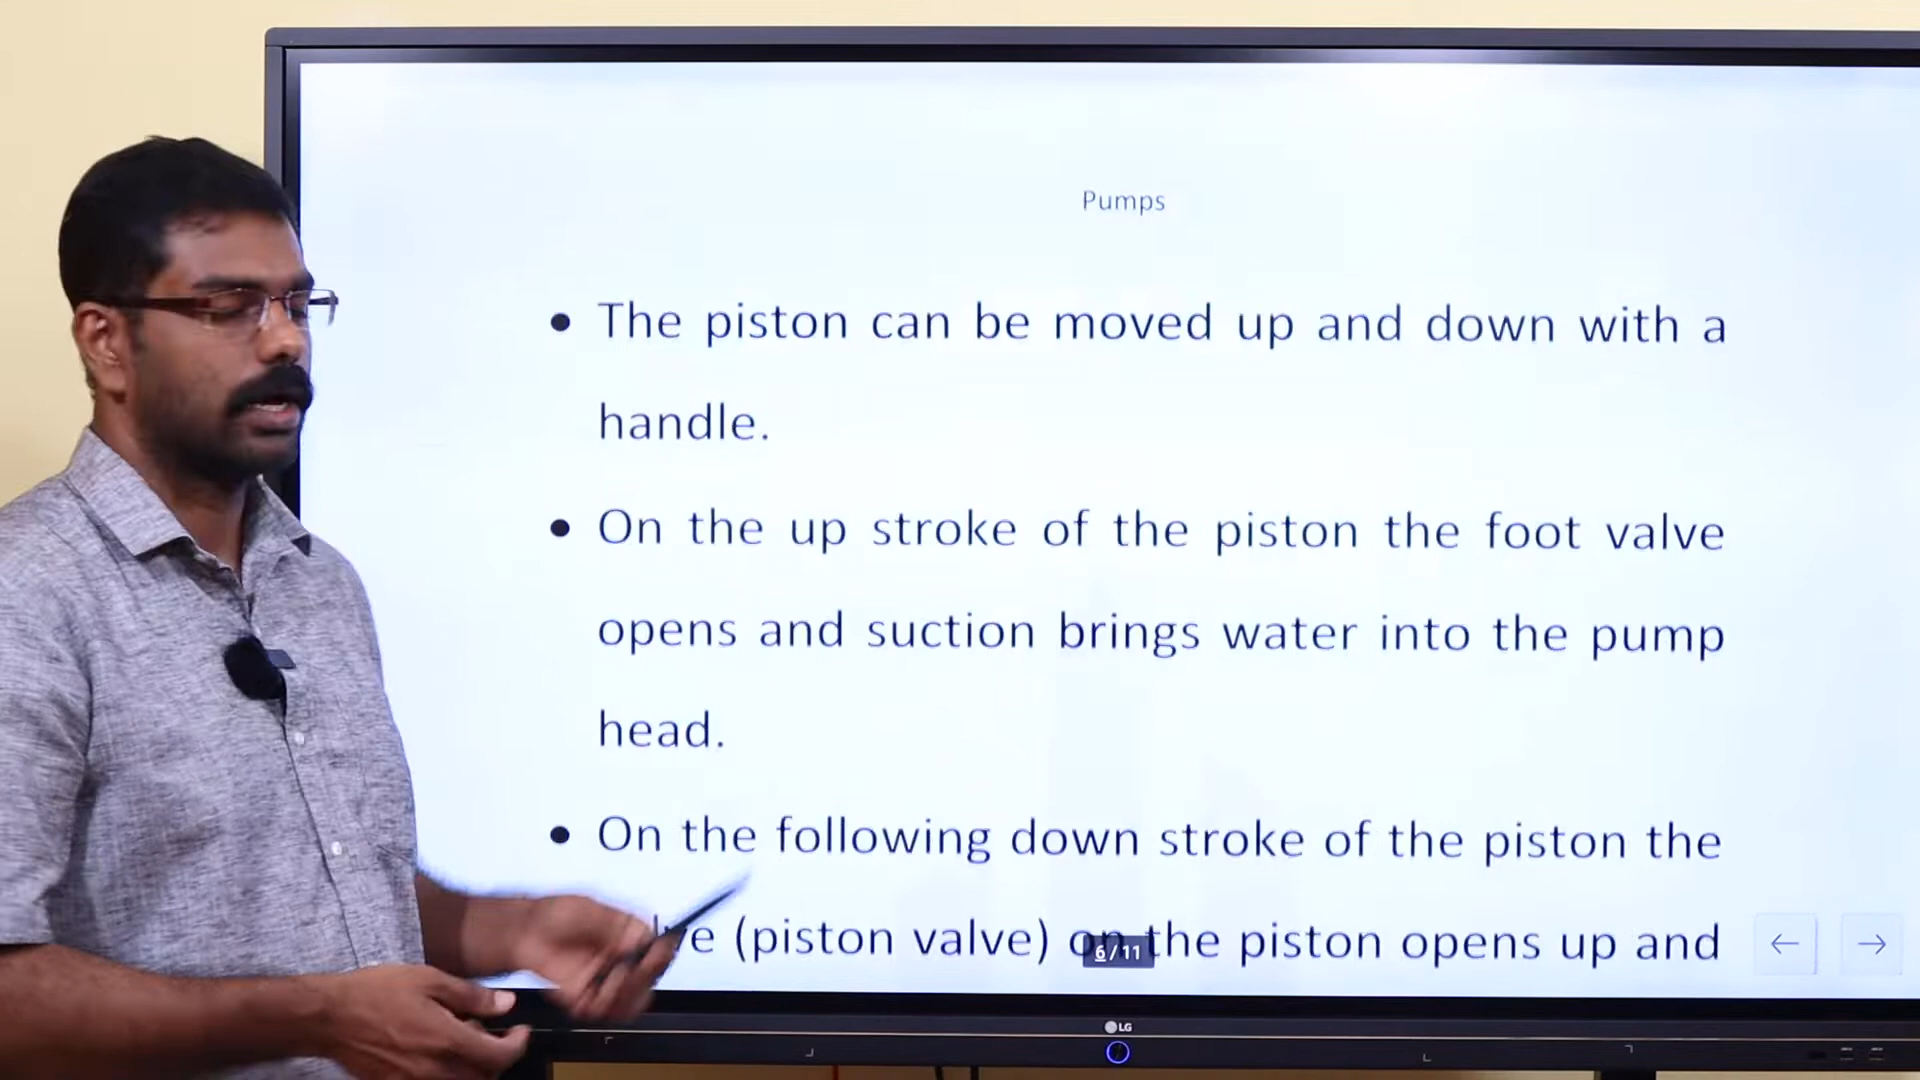 Pumps
• The piston can be moved up and down with a
handle.
• On the up stroke of the piston the foot valve
opens and suction brings water into the pump
head.
• On the following down stroke of the piston the
(piston valve) on the piston opens up and
6/11
LG